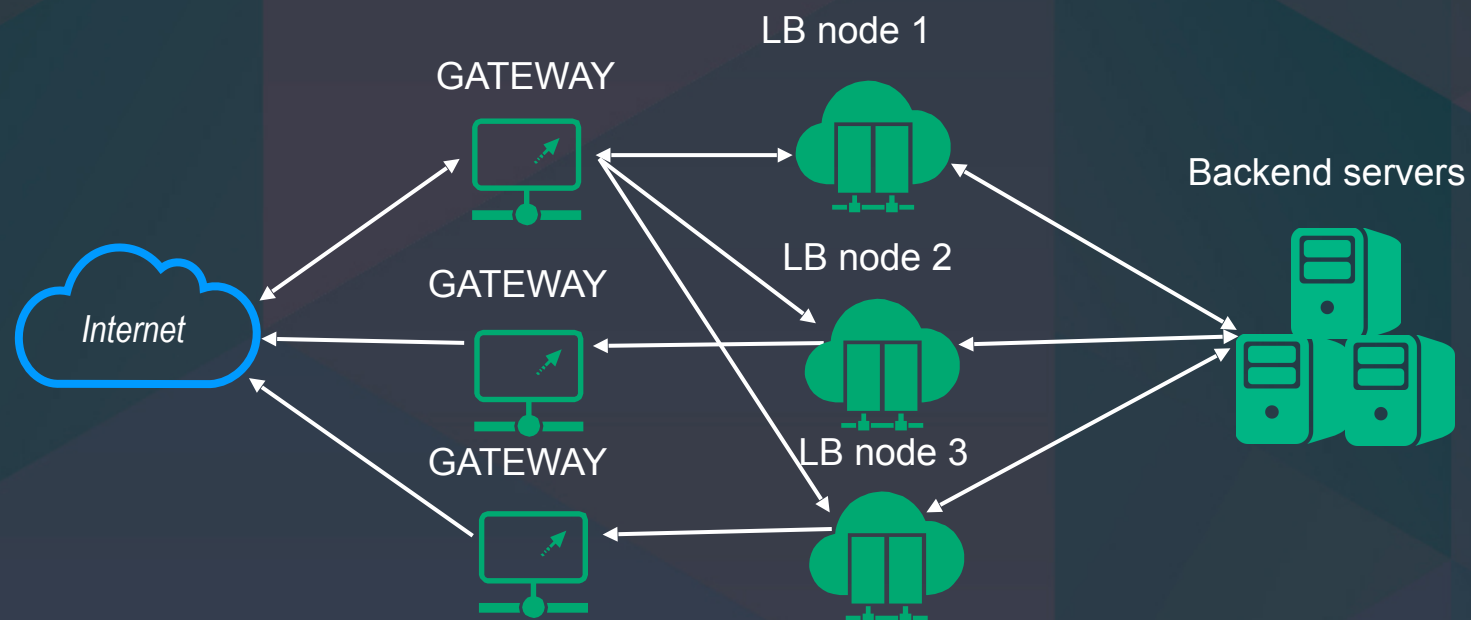 LB node 1
GATEWAY
Backend servers
LB node 2
GATEWAY
Internet
LB node 3
GATEWAY